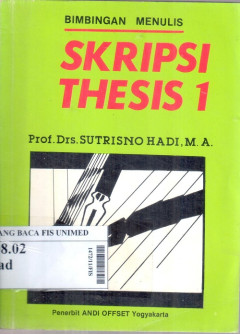 BIMBINGAN MENULIS
SKRIPSI
THESIS 1
Prof. Drs. SUTRISNO HADI, M. A.
ANG BACA FIS UNIMED
8.02
ad
Penerbit ANDI OFFSET Yogyakarta